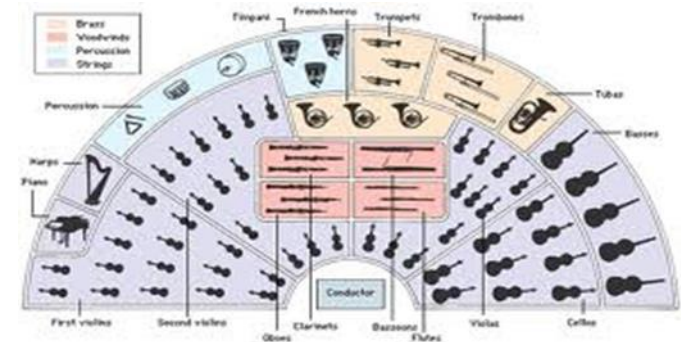 Brass
Woodwinds
Percussion
Strings
Timpani
French horns
Trumpets
Trombones
Tubas
Basses
Percussion
Harps
Piano
Conductor
First violins
Second violins
Oboes
Clarinets
Bassoons
Flutes
Violas
Cellos